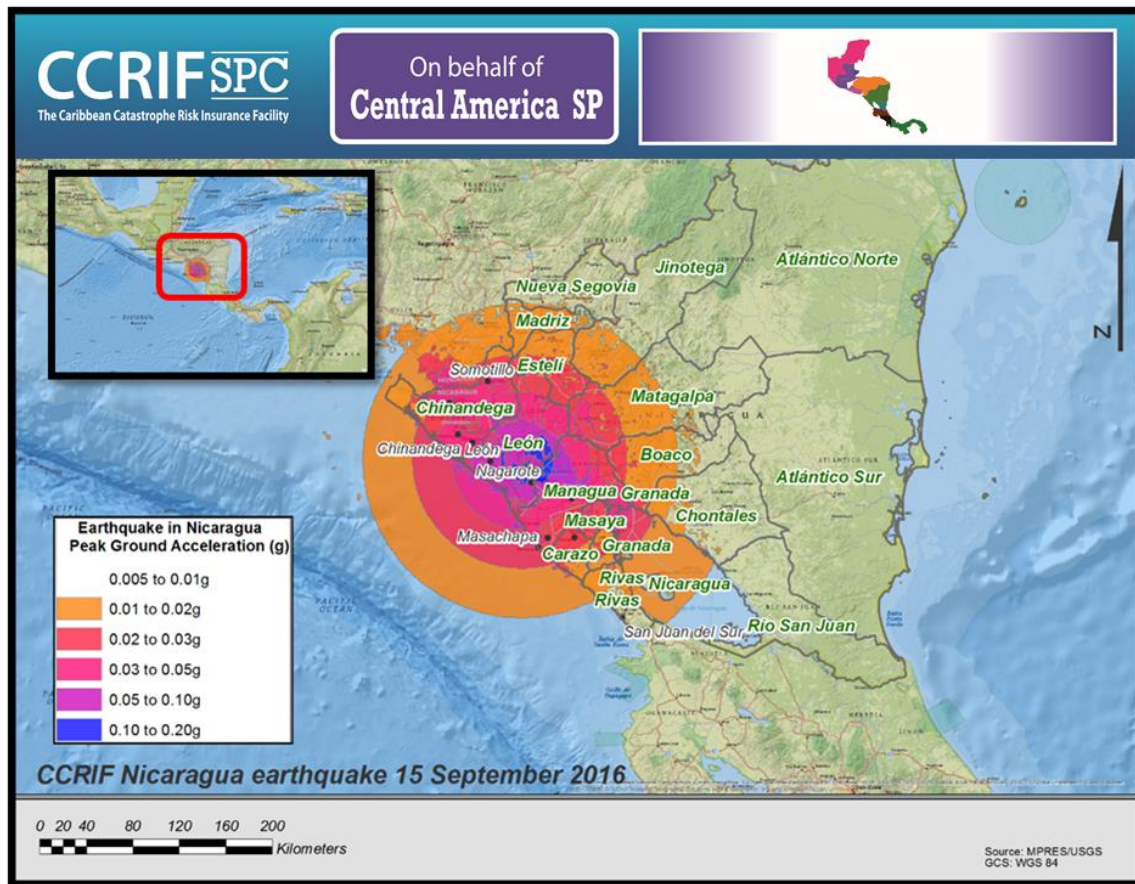 CCRIF SPC
The Caribbean Catastrophe Risk Insurance Facility
On behalf of
Central America SP
Jinotega
Atlántico Norte
Nueva Segovia
Madriz
Somotillo
Estelí
Chinandega
Matagalpa
Chinandega
León
León
Nagarote
Boaco
Atlántico Sur
Managua
Granada
Chontales
Masaya
Masachapa
Granada
Carazo
Rivas
Nicaragua
Rivas
San Juan del Sur
Río San Juan
N
PACIFIC
OCEAN
Earthquake in Nicaragua
Peak Ground Acceleration (g)
0.005 to 0.01g
0.01 to 0.02g
0.02 to 0.03g
0.03 to 0.05g
0.05 to 0.10g
0.10 to 0.20g
CCRIF Nicaragua earthquake 15 September 2016
0 20 40 80 120 160 200
Kilometers
Source: MPRES/USGS
GCS: WGS 84